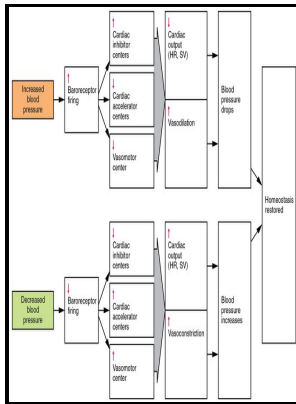 Increased
blood
pressure
↑
Baroreceptor
firing
↑
Cardiac
inhibitor
centers
↓
Cardiac
accelerator
centers
↓
Vasomotor
center
↓
Cardiac
output
(HR, SV)
↑
Vasodilation
Blood
pressure
drops
Homeostasis
restored
Decreased
blood
pressure
↓
Baroreceptor
firing
↓
Cardiac
inhibitor
centers
↑
Cardiac
accelerator
centers
↑
Vasomotor
center
↑
Cardiac
output
(HR, SV)
↑
Vasoconstriction
Blood
pressure
increases